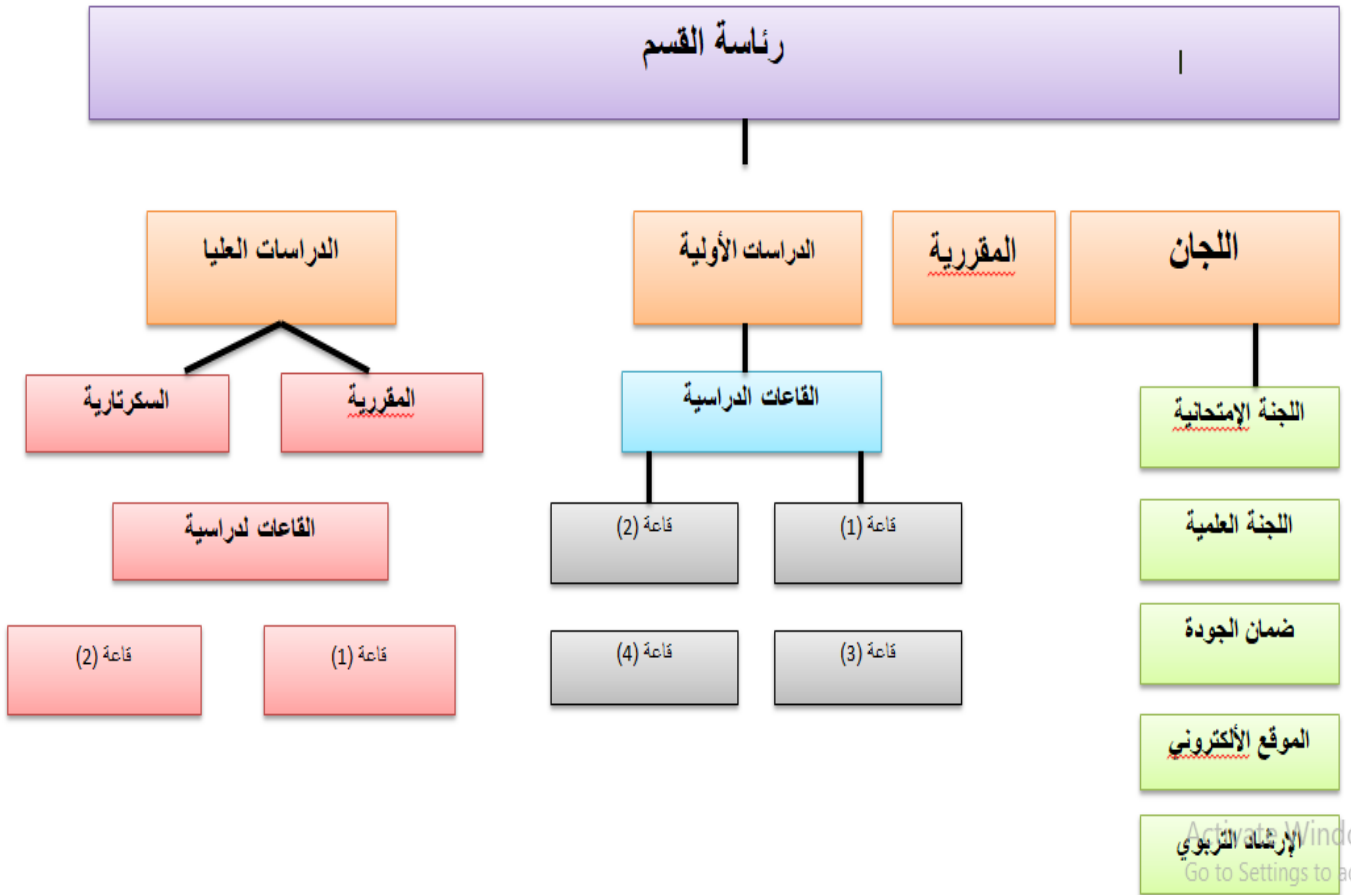 رئاسة القسم
اللجان
المقررية
الدراسات الأولية
الدراسات العليا
اللجنة الإمتحانية
اللجنة العلمية
ضمان الجودة
الموقع الألكتروني
الإرشاد التربوي
القاعات الدراسية
قاعة (1)
قاعة (2)
قاعة (3)
قاعة (4)
المقررية
السكرتارية
القاعات لدراسية
قاعة (1)
قاعة (2)
Activate Windo
Go to Settings to ac